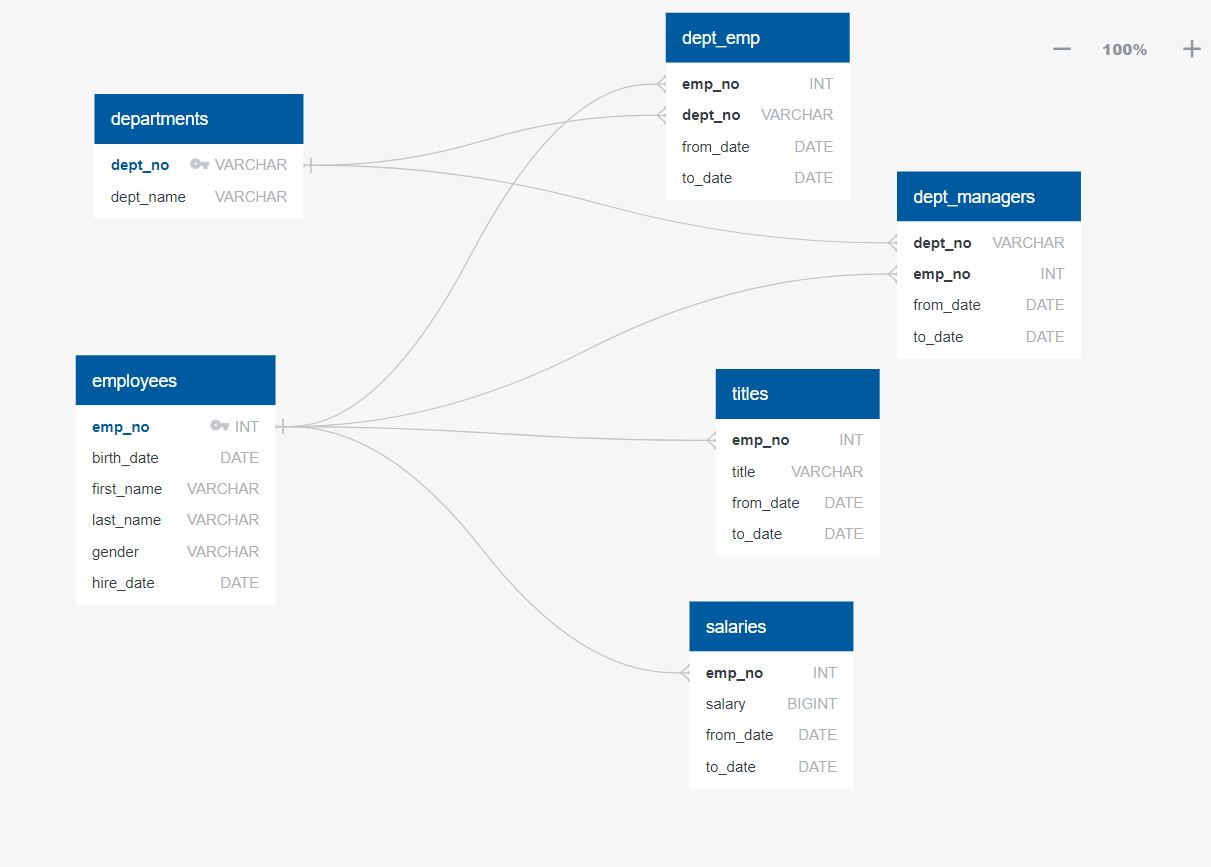 dept_emp
emp_no INT
dept_no VARCHAR
from_date DATE
to_date DATE
100%
departments
dept_no VARCHAR
dept_name VARCHAR
dept_managers
dept_no VARCHAR
emp_no INT
from_date DATE
to_date DATE
employees
emp_no INT
birth_date DATE
first_name VARCHAR
last_name VARCHAR
gender VARCHAR
hire_date DATE
titles
emp_no INT
title VARCHAR
from_date DATE
to_date DATE
salaries
emp_no INT
salary BIGINT
from_date DATE
to_date DATE